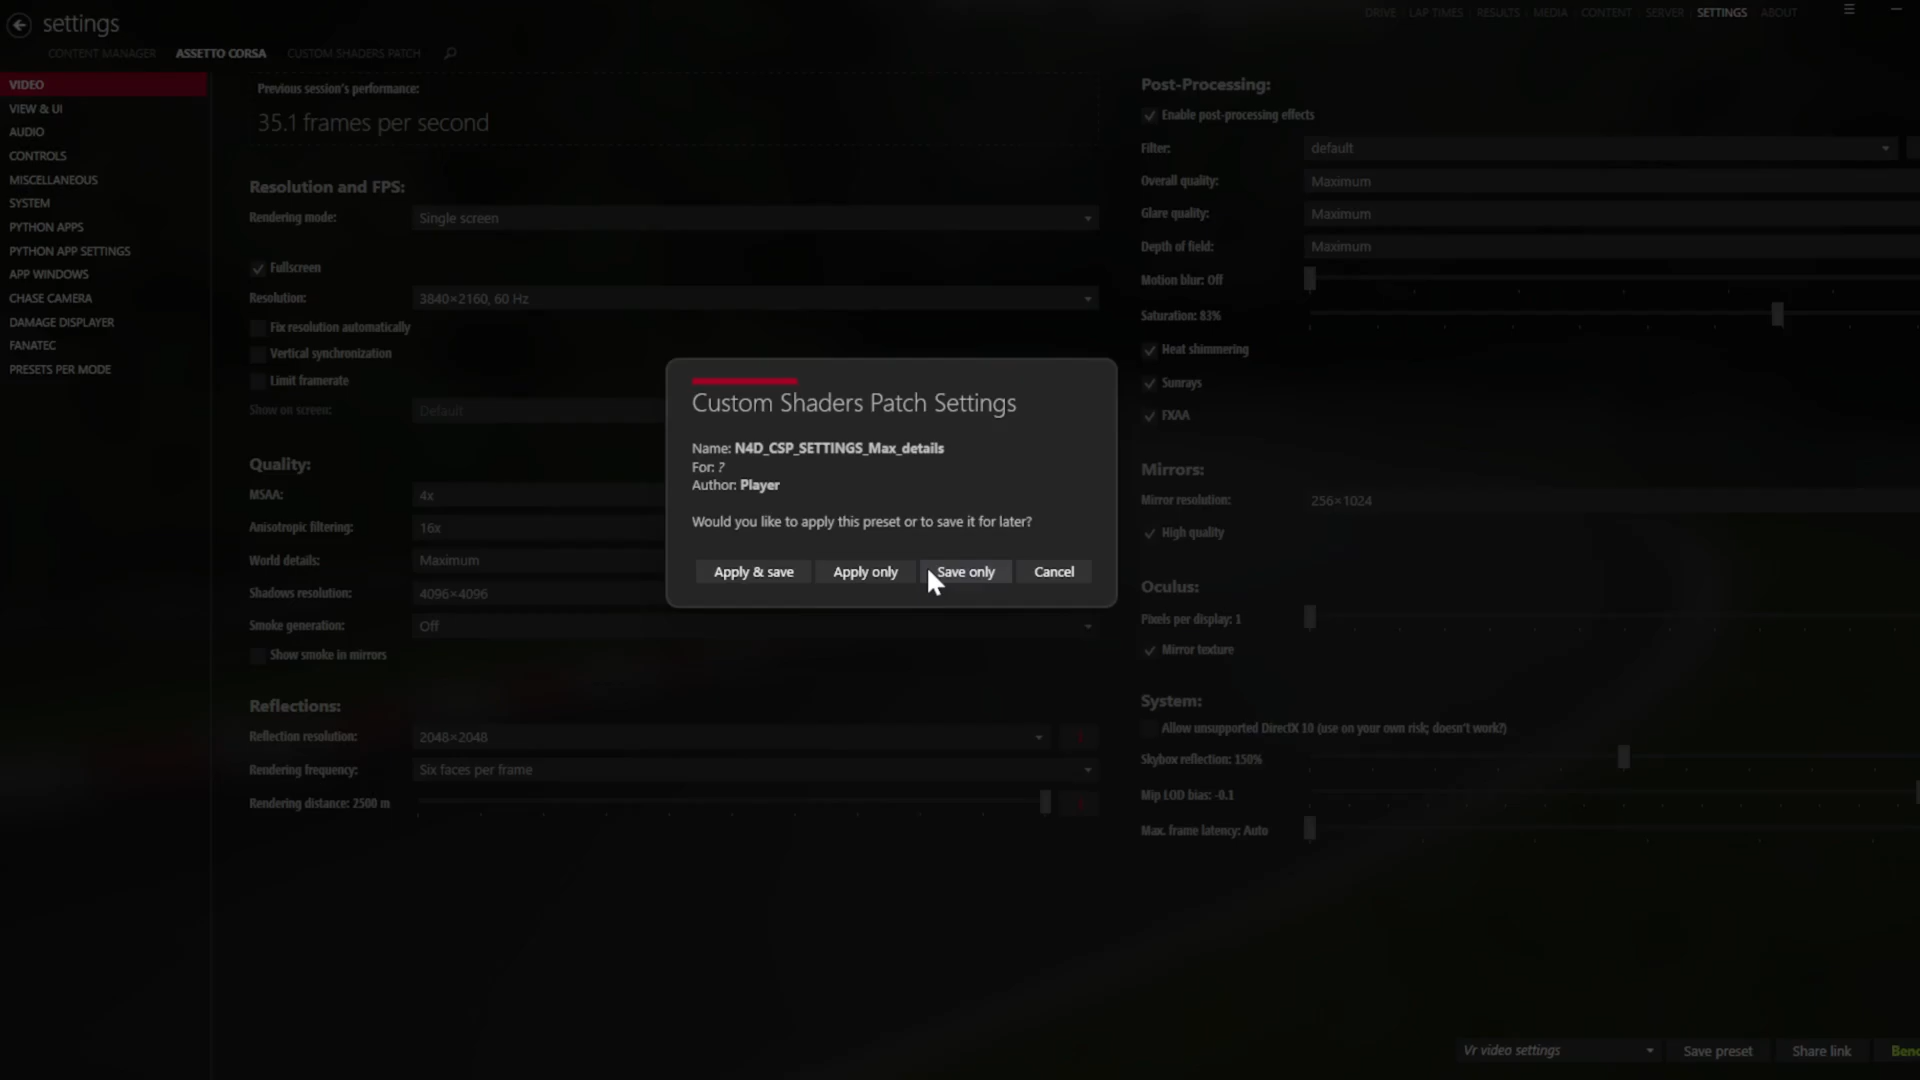 settings
DRIVE LAP TIMES RESULTS MEDIA CONTENT SERVER SETTINGS ABOUT
CONTENT MANAGER ASSETTO CORSA CUSTOM SHADERS PATCH
VIDEO
VIEW & UI
AUDIO
CONTROLS
MISCELLANEOUS
SYSTEM
PYTHON APPS
PYTHON APP SETTINGS
APP WINDOWS
CHASE CAMERA
DAMAGE DISPLAYER
FANATEC
PRESETS PER MODE
Previous session's performance:
35.1 frames per second
Resolution and FPS:
Rendering mode: Single screen
Fullscreen
Resolution: 3840×2160, 60 Hz
Fix resolution automatically
Vertical synchronization
Limit framerate
Show on screen: Default
Quality:
MSAA: 4x
Anisotropic filtering: 16x
World details: Maximum
Shadows resolution: 4096×4096
Smoke generation: Off
Show smoke in mirrors
Reflections:
Reflection resolution: 2048×2048
Rendering frequency: Six faces per frame
Rendering distance: 2500 m
Custom Shaders Patch Settings
Name: N4D_CSP_SETTINGS_Max_details
For: ?
Author: Player
Would you like to apply this preset or to save it for later?
Apply & save Apply only Save only Cancel
Post-Processing:
Enable post-processing effects
Filter: default
Overall quality: Maximum
Glare quality: Maximum
Depth of field: Maximum
Motion blur: Off
Saturation: 83%
Heat shimmering
Sunrays
FXAA
Mirrors:
Mirror resolution: 256×1024
High quality
Oculus:
Pixels per display: 1
Mirror texture
System:
Allow unsupported DirectX 10 (use on your own risk; doesn't work?)
Skybox reflection: 150%
Mip LOD bias: -0.1
Max. frame latency: Auto
Vr video settings Save preset Share link Benc